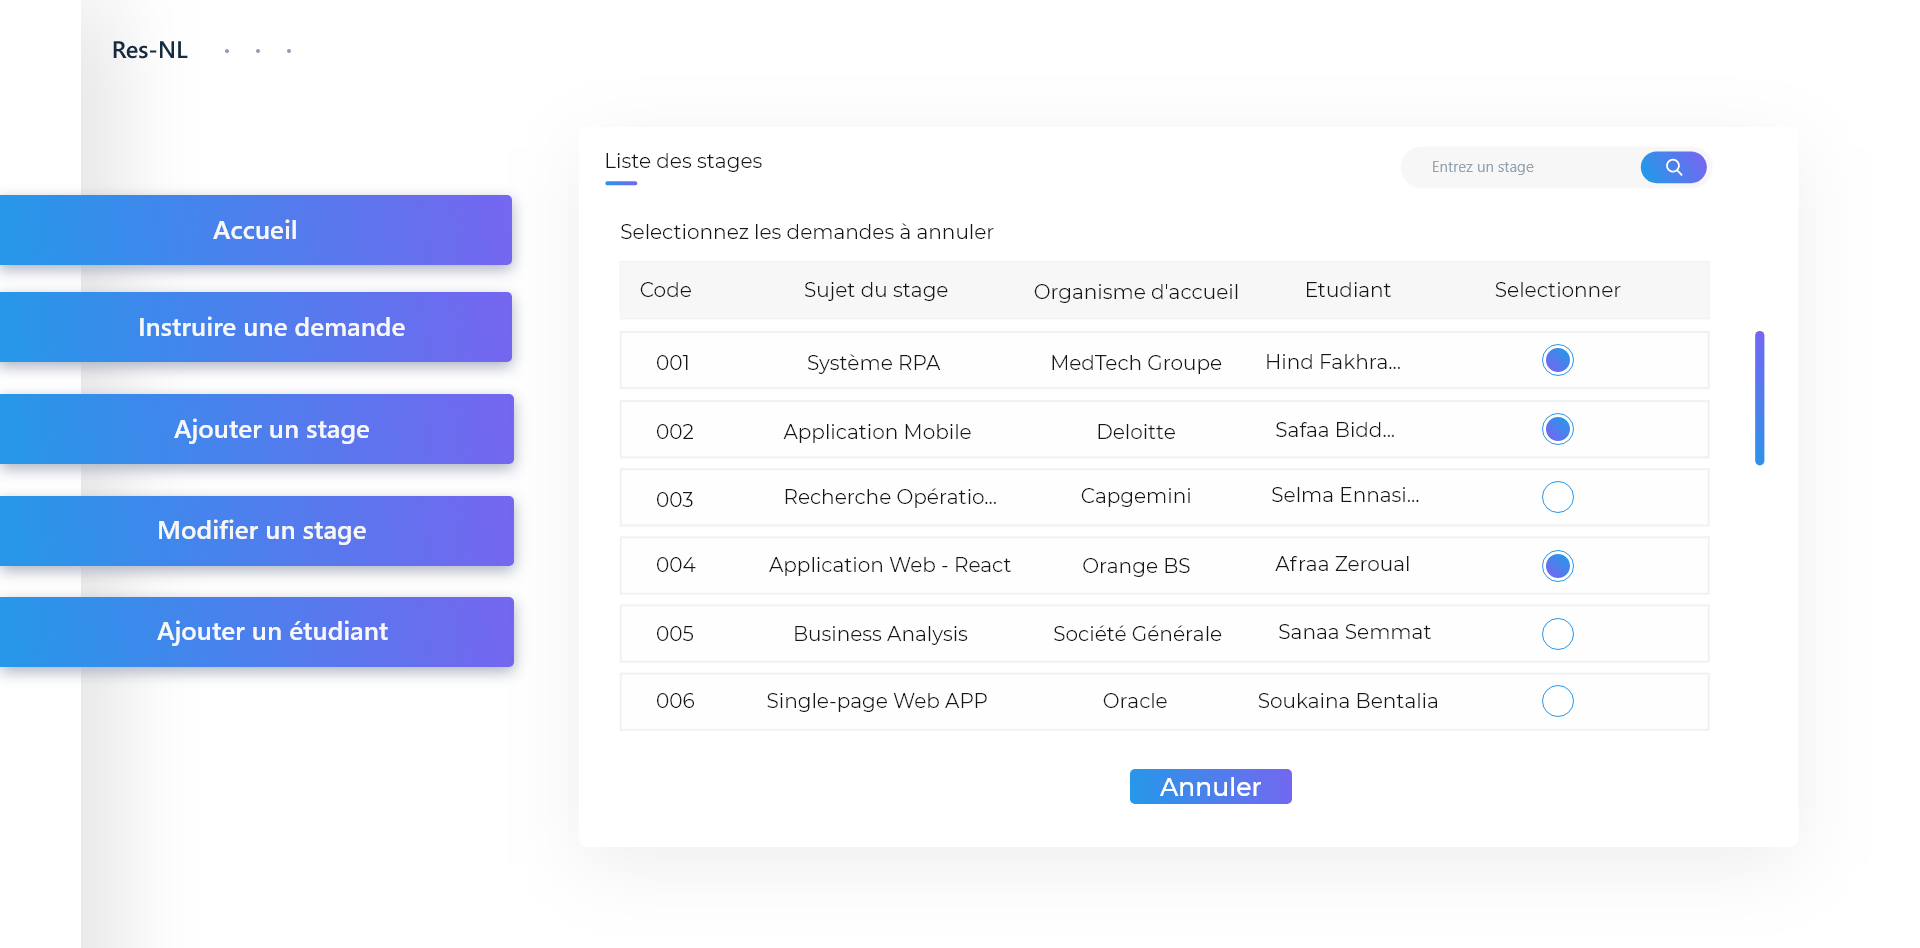 Res-NL
Accueil
Instruire une demande
Ajouter un stage
Modifier un stage
Ajouter un étudiant
Liste des stages
Entrez un stage
Selectionnez les demandes à annuler
Code Sujet du stage Organisme d'accueil Etudiant Selectionner
001 Système RPA MedTech Groupe Hind Fakhra...
002 Application Mobile Deloitte Safaa Bidd...
003 Recherche Opératio... Capgemini Selma Ennasi...
004 Application Web - React Orange BS Afraa Zeroual
005 Business Analysis Société Générale Sanaa Semmat
006 Single-page Web APP Oracle Soukaina Bentalia
Annuler